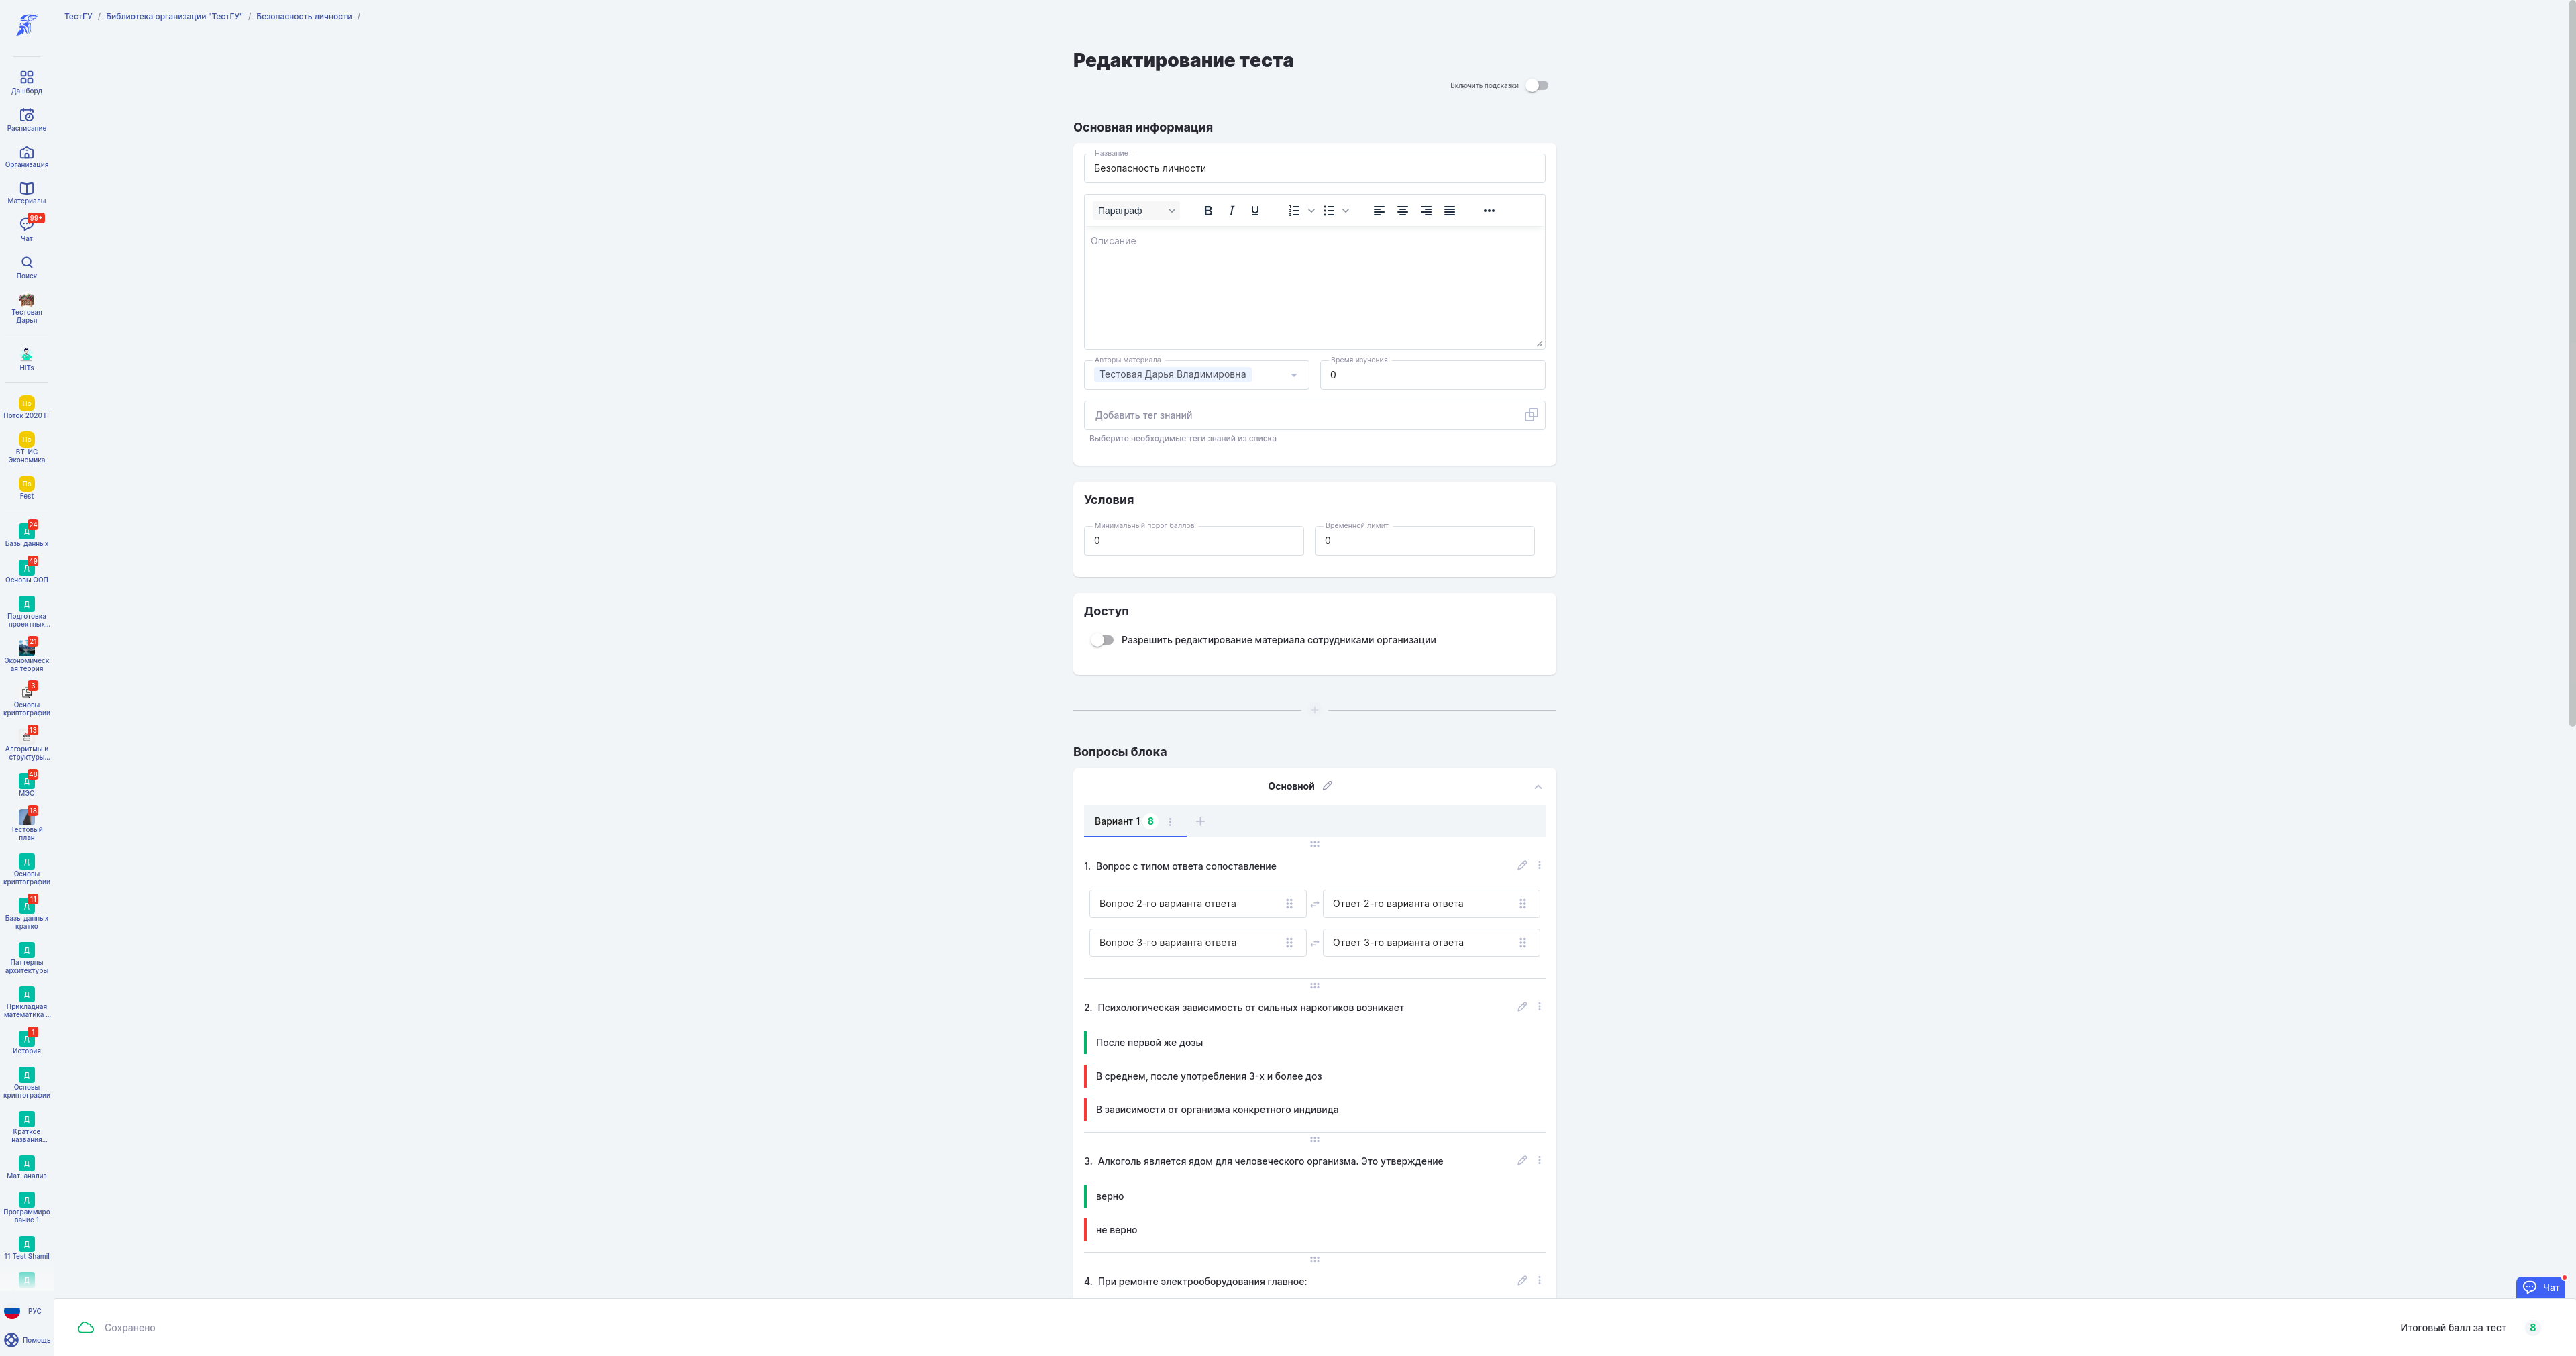 ТестГУ / Библиотека организации "ТестГУ" / Безопасность личности /
Дашборд
Расписание
Организация
Материалы
99+
Чат
Поиск
Тестовая
Дарья
HITs
По
Поток 2020 IT
По
ВТ-ИС
Экономика
По
Fest
24
Д
Базы данных
49
Д
Основы ООП
Д
Подготовка
проектных...
21
Экономическ
ая теория
3
Основы
криптографии
13
Алгоритмы и
структуры...
48
Д
МЭО
18
Тестовый
план
Д
Основы
криптографии
11
Д
Базы данных
кратко
Д
Паттерны
архитектуры
Д
Прикладная
математика ...
1
Д
История
Д
Основы
криптографии
Д
Краткое
названия...
Д
Мат. анализ
Д
Программиро
вание 1
Д
11 Test Shamil
Д
РУС
Помощь
Редактирование теста
Включить подсказки
Основная информация
Название
Безопасность личности
Параграф B I U
Описание
Авторы материала
Тестовая Дарья Владимировна
Время изучения
0
Добавить тег знаний
Выберите необходимые теги знаний из списка
Условия
Минимальный порог баллов
0
Временной лимит
0
Доступ
Разрешить редактирование материала сотрудниками организации
Вопросы блока
Основной
Вариант 1 8
1. Вопрос с типом ответа сопоставление
Вопрос 2-го варианта ответа
Ответ 2-го варианта ответа
Вопрос 3-го варианта ответа
Ответ 3-го варианта ответа
2. Психологическая зависимость от сильных наркотиков возникает
После первой же дозы
В среднем, после употребления 3-х и более доз
В зависимости от организма конкретного индивида
3. Алкоголь является ядом для человеческого организма. Это утверждение
верно
не верно
4. При ремонте электрооборудования главное:
Чат
Сохранено
Итоговый балл за тест 8